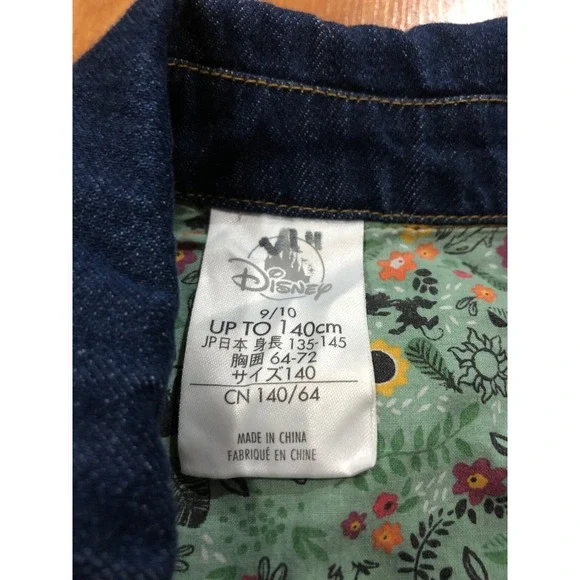 Disney
9/10
UP TO 140cm
JP日本 身長 135-145
胸囲 64-72
サイズ140
CN 140/64
MADE IN CHINA
FABRIQUÉ EN CHINE